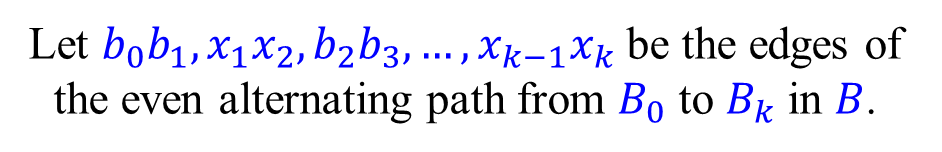 Let b₀b₁, x₁x₂, b₂b₃, … , xₖ₋₁xₖ be the edges of
the even alternating path from B₀ to Bₖ in B.